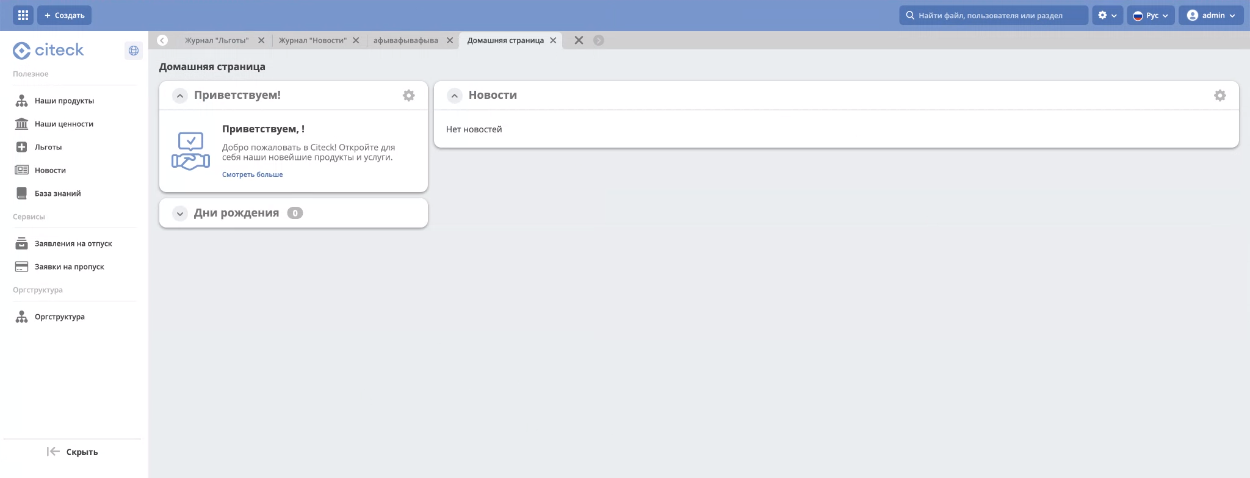 + Создать
Найти файл, пользователя или раздел
Рус
admin
citeck
Журнал "Льготы"
Журнал "Новости"
афывафывафыва
Домашняя страница
Полезное
Наши продукты
Наши ценности
Льготы
Новости
База знаний
Сервисы
Заявления на отпуск
Заявки на пропуск
Оргструктура
Оргструктура
Скрыть
Домашняя страница
Приветствуем!
Приветствуем, !
Добро пожаловать в Citeck! Откройте для
себя наши новейшие продукты и услуги.
Смотреть больше
Дни рождения 0
Новости
Нет новостей